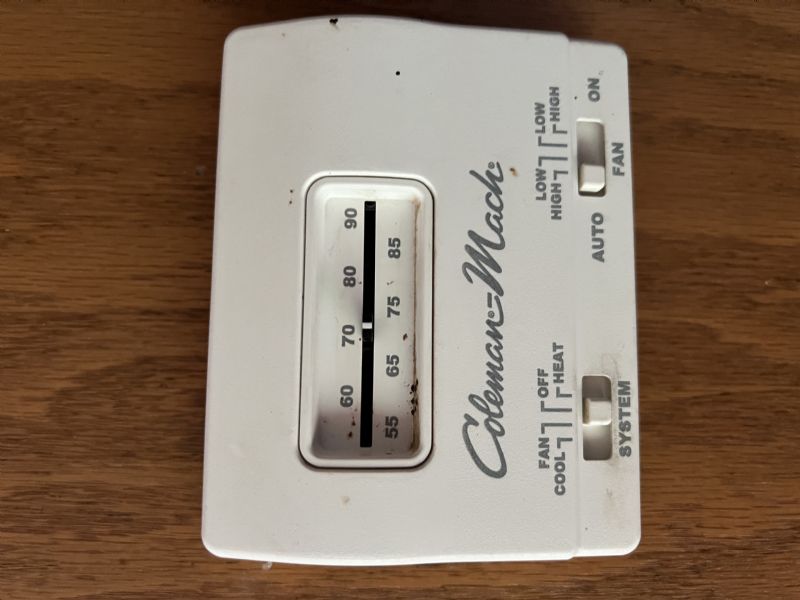 60 70 80 90
55 65 75 85
Coleman®=Mach®
FAN OFF
COOL HEAT
LOW LOW
HIGH HIGH
AUTO ON
SYSTEM FAN